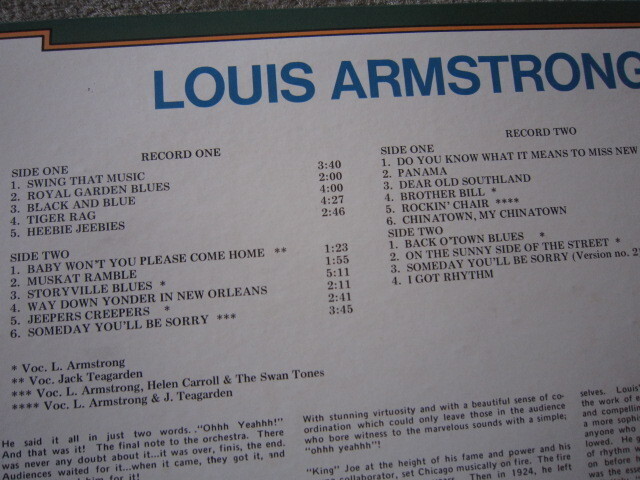 LOUIS ARMSTRONG
RECORD ONE
SIDE ONE
1. SWING THAT MUSIC 3:40
2. ROYAL GARDEN BLUES 2:00
3. BLACK AND BLUE 4:00
4. TIGER RAG 4:27
5. HEEBIE JEEBIES 2:46
SIDE TWO
1. BABY WON'T YOU PLEASE COME HOME ** 1:23
2. MUSKAT RAMBLE 1:55
3. STORYVILLE BLUES * 5:11
4. WAY DOWN YONDER IN NEW ORLEANS 2:11
5. JEEPERS CREEPERS * 2:41
6. SOMEDAY YOU'LL BE SORRY *** 3:45
* Voc. L. Armstrong
** Voc. Jack Teagarden
*** Voc. L. Armstrong, Helen Carroll & The Swan Tones
**** Voc. L. Armstrong & J. Teagarden
RECORD TWO
SIDE ONE
1. DO YOU KNOW WHAT IT MEANS TO MISS NEW
2. PANAMA
3. DEAR OLD SOUTHLAND
4. BROTHER BILL *
5. ROCKIN' CHAIR ****
6. CHINATOWN, MY CHINATOWN
SIDE TWO
1. BACK O'TOWN BLUES *
2. ON THE SUNNY SIDE OF THE STREET *
3. SOMEDAY YOU'LL BE SORRY (Version no. 2
4. I GOT RHYTHM
He said it all in just two words. "Ohhh Yeahhh!"
And that was it! The final note to the orchestra. There
was never any doubt about it...it was over, finis, the end.
Audiences waited for it...when it came, they got it, snd
him for it!
With stunning virtuosity and with a beautiful sense of co-
ordination which could only leave those in the audience
who bore witness to the marvelous sounds with a simple;
"ohhh yeahhh!"
"King" Joe at the height of his fame and power and his
collaborator, set Chicago musically on fire. The fire
Then in 1924, he left
selves. Louis'
the work of
and compelling
a more
anyone who
lowed. He
of rhythm
on before
was the